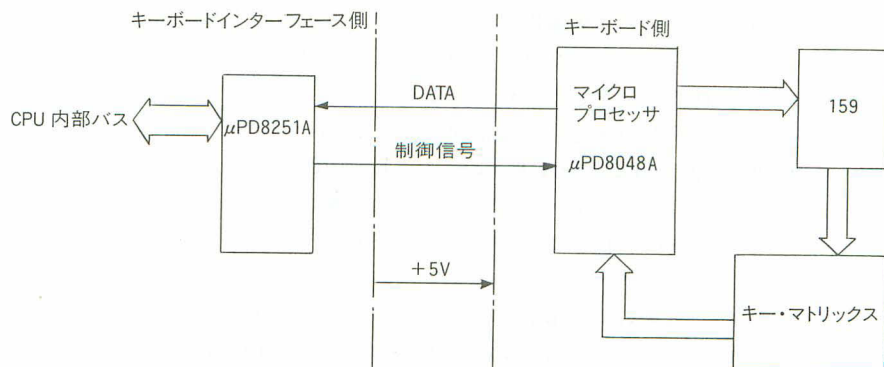 キーボードインターフェース側
キーボード側
CPU 内部バス
μPD8251A
DATA
制御信号
+5V
マイクロ
プロセッサ
μPD8048A
159
キー・マトリックス